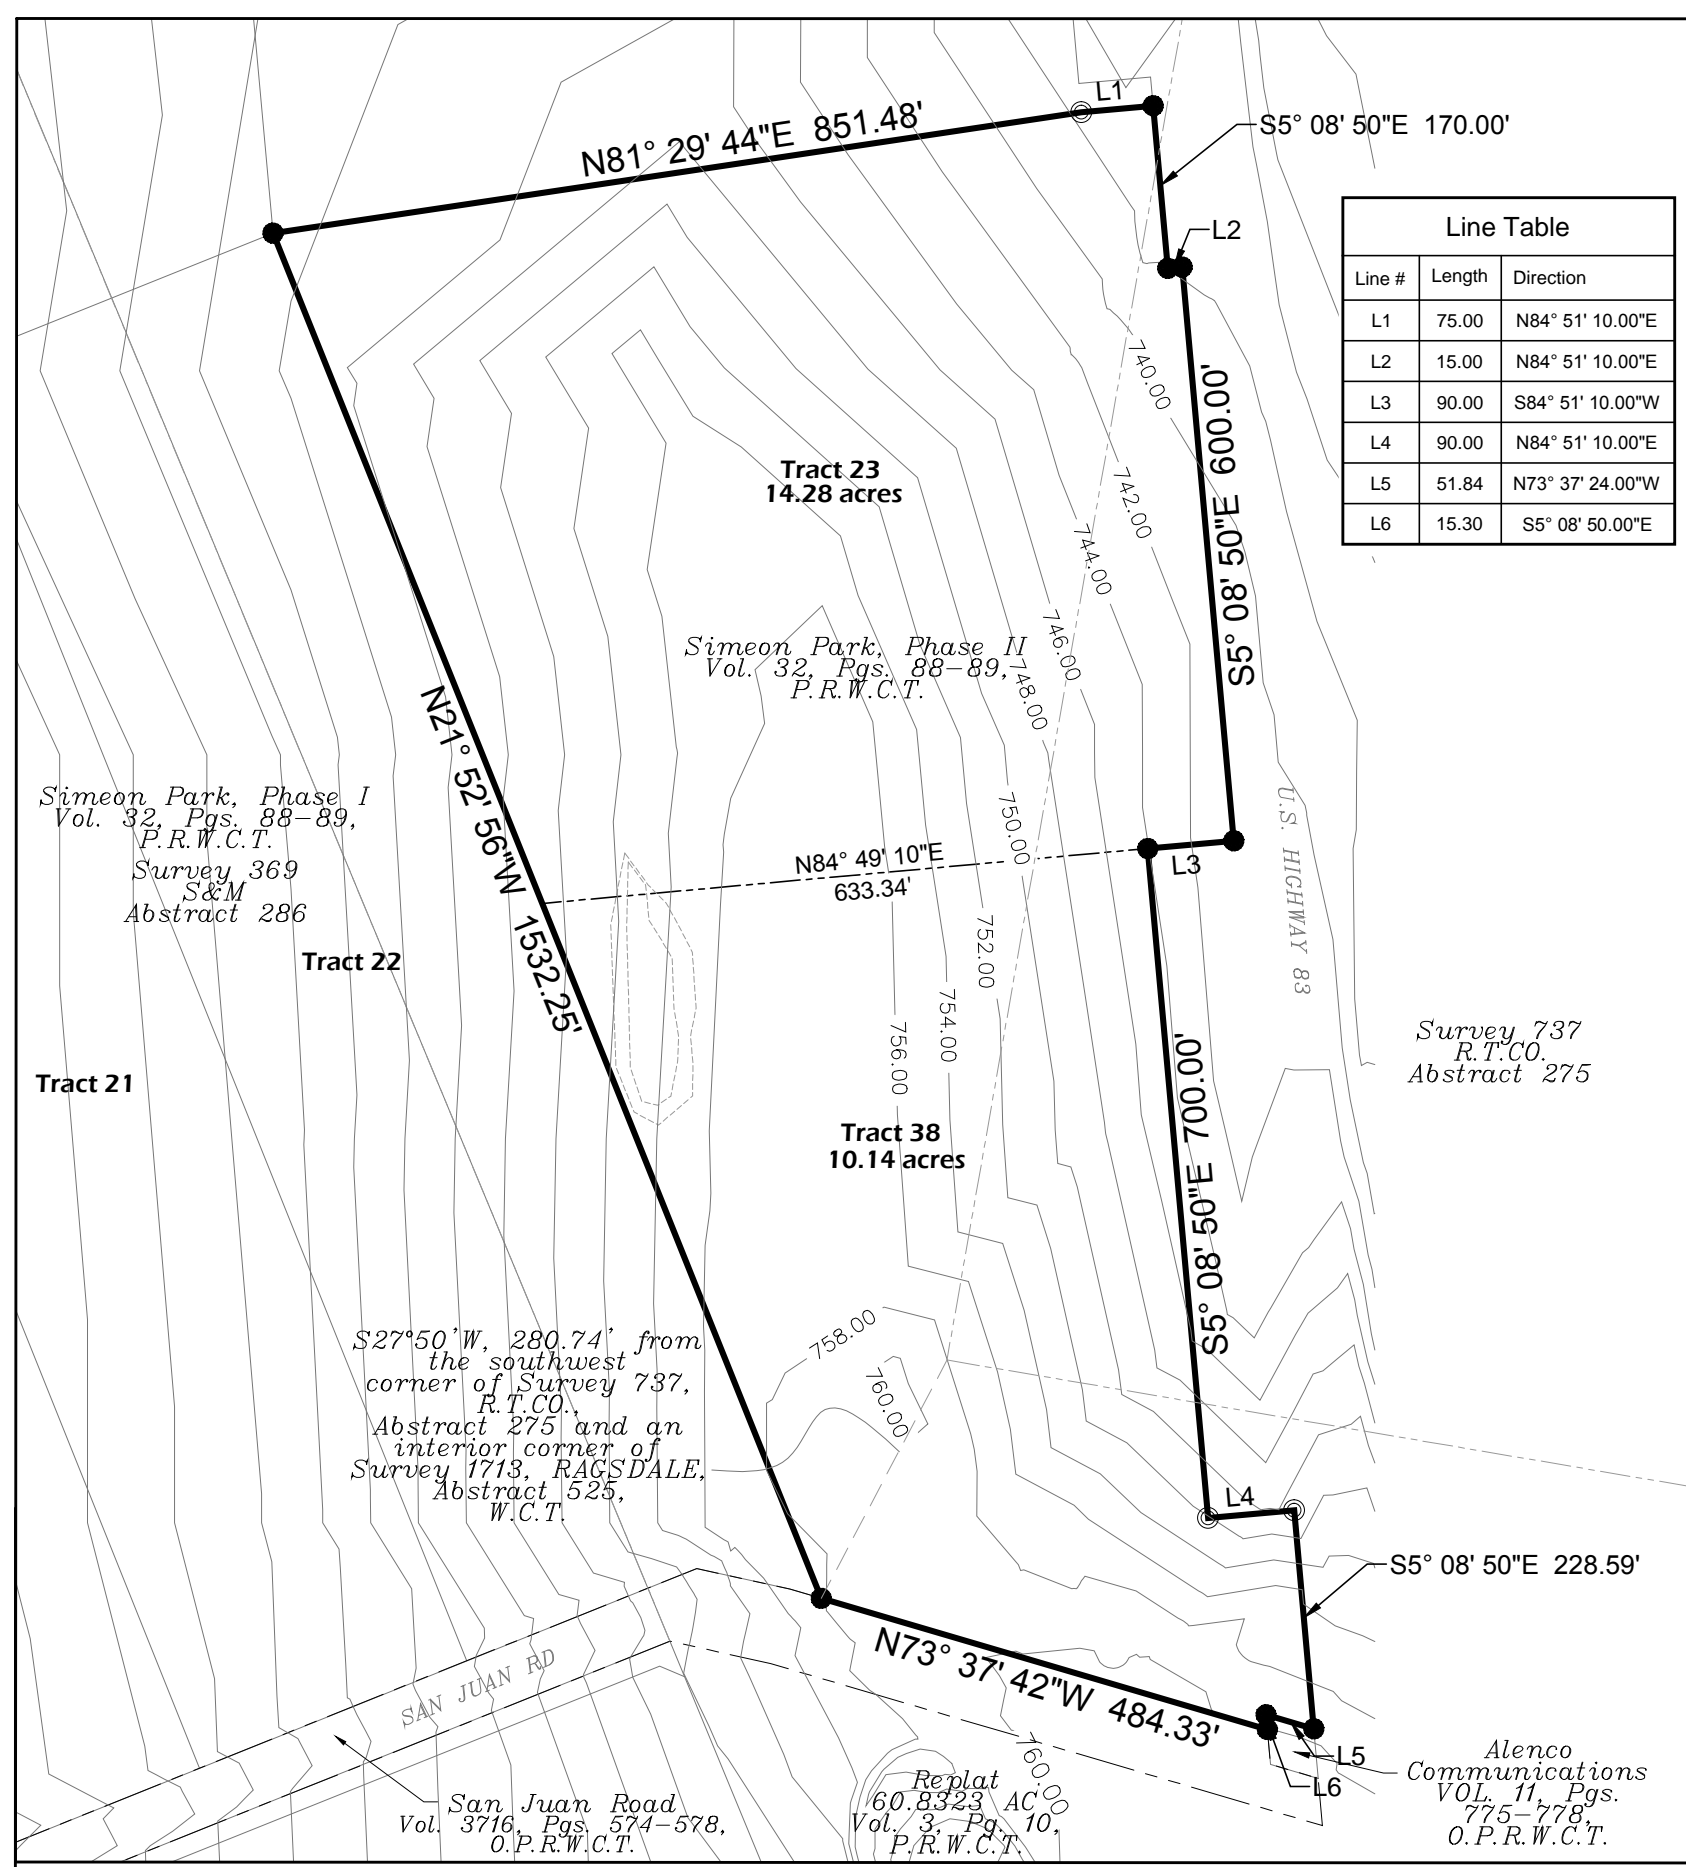 L1
N81° 29' 44"E 851.48'
S5° 08' 50"E 170.00'
L2
Line Table
Line # Length Direction
L1 75.00 N84° 51' 10.00"E
L2 15.00 N84° 51' 10.00"E
L3 90.00 S84° 51' 10.00"W
L4 90.00 N84° 51' 10.00"E
L5 51.84 N73° 37' 24.00"W
L6 15.30 S5° 08' 50.00"E
740.00
S5° 08' 50"E 600.00'
Tract 23
14.28 acres
742.00
744.00
746.00
Simeon Park, Phase II
Vol. 32, Pgs. 88-89,
P.R.W.C.T.
748.00
N21° 52' 56"W 1532.25'
Simeon Park, Phase I
Vol. 32, Pgs. 88-89,
P.R.W.C.T.
Survey 369
S&M
Abstract 286
750.00
U.S. HIGHWAY 83
N84° 49' 10"E
633.34'
L3
Tract 22
752.00
754.00
756.00
Survey 737
R.T.CO.
Abstract 275
Tract 21
S5° 08' 50"E 700.00'
Tract 38
10.14 acres
758.00
760.00
S27°50'W, 280.74' from
the southwest
corner of Survey 737,
R.T.CO.,
Abstract 275 and an
interior corner of
Survey 1713, RAGSDALE,
Abstract 525,
W.C.T.
L4
S5° 08' 50"E 228.59'
N73° 37' 42"W 484.33'
SAN JUAN RD
L5
L6
760.00
Alenco
Communications
VOL. 11, Pgs.
775-778,
O.P.R.W.C.T.
San Juan Road
Vol. 3716, Pgs. 574-578,
O.P.R.W.C.T.
Replat
60.8323 AC
Vol. 3, Pg. 10,
P.R.W.C.T.